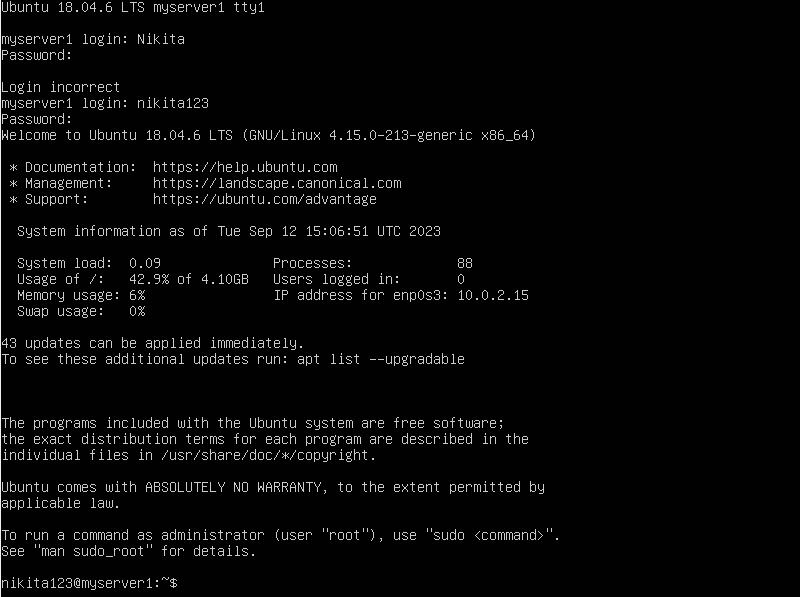 Ubuntu 18.04.6 LTS myserver1 tty1
myserver1 login: Nikita
Password:
Login incorrect
myserver1 login: nikita123
Password:
Welcome to Ubuntu 18.04.6 LTS (GNU/Linux 4.15.0-213-generic x86_64)
* Documentation:  https://help.ubuntu.com
* Management:     https://landscape.canonical.com
* Support:        https://ubuntu.com/advantage
System information as of Tue Sep 12 15:06:51 UTC 2023
System load:  0.09              Processes:             88
Usage of /:   42.9% of 4.10GB   Users logged in:       0
Memory usage: 6%                IP address for enp0s3: 10.0.2.15
Swap usage:   0%
43 updates can be applied immediately.
To see these additional updates run: apt list --upgradable
The programs included with the Ubuntu system are free software;
the exact distribution terms for each program are described in the
individual files in /usr/share/doc/*/copyright.
Ubuntu comes with ABSOLUTELY NO WARRANTY, to the extent permitted by
applicable law.
To run a command as administrator (user "root"), use "sudo <command>".
See "man sudo_root" for details.
nikita123@myserver1:~$